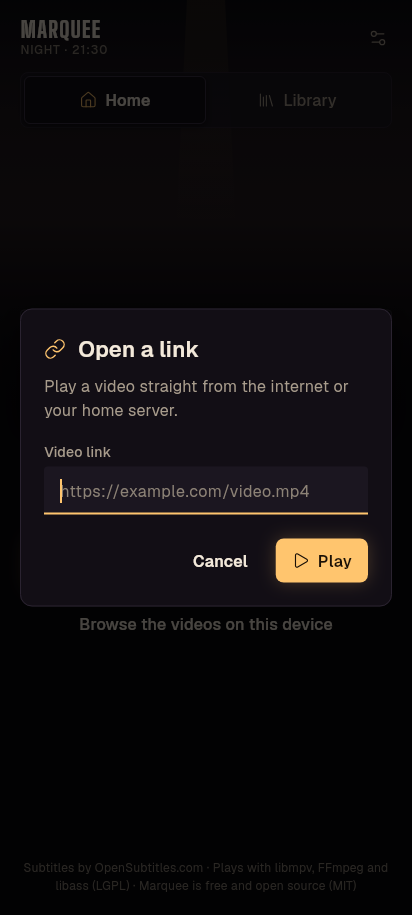 MARQUEE
NIGHT · 21:30
Home
Library
Open a link
Play a video straight from the internet or
your home server.
Video link
https://example.com/video.mp4
Cancel
Play
Browse the videos on this device
Subtitles by OpenSubtitles.com · Plays with libmpv, FFmpeg and
libass (LGPL) · Marquee is free and open source (MIT)